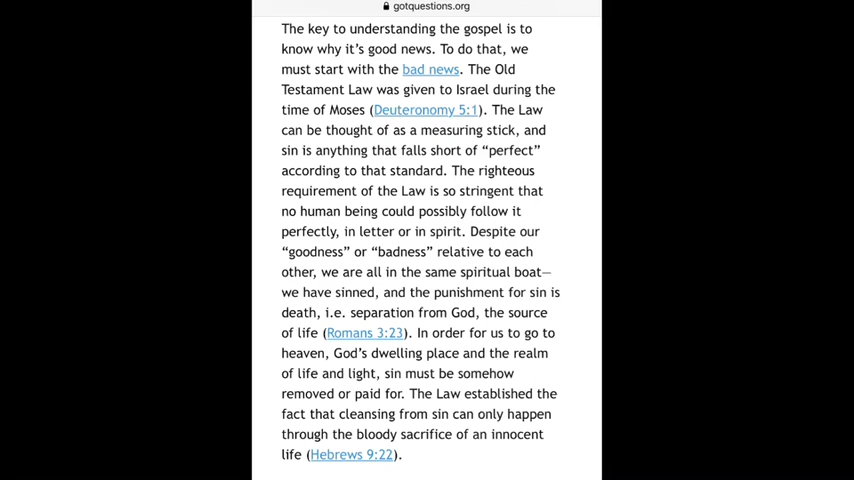 gotquestions.org
The key to understanding the gospel is to
know why it’s good news. To do that, we
must start with the bad news. The Old
Testament Law was given to Israel during the
time of Moses (Deuteronomy 5:1). The Law
can be thought of as a measuring stick, and
sin is anything that falls short of “perfect”
according to that standard. The righteous
requirement of the Law is so stringent that
no human being could possibly follow it
perfectly, in letter or in spirit. Despite our
“goodness” or “badness” relative to each
other, we are all in the same spiritual boat—
we have sinned, and the punishment for sin is
death, i.e. separation from God, the source
of life (Romans 3:23). In order for us to go to
heaven, God’s dwelling place and the realm
of life and light, sin must be somehow
removed or paid for. The Law established the
fact that cleansing from sin can only happen
through the bloody sacrifice of an innocent
life (Hebrews 9:22).